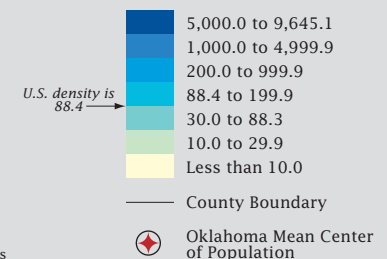 5,000.0 to 9,645.1
1,000.0 to 4,999.9
200.0 to 999.9
U.S. density is
88.4
88.4 to 199.9
30.0 to 88.3
10.0 to 29.9
Less than 10.0
County Boundary
Oklahoma Mean Center
of Population